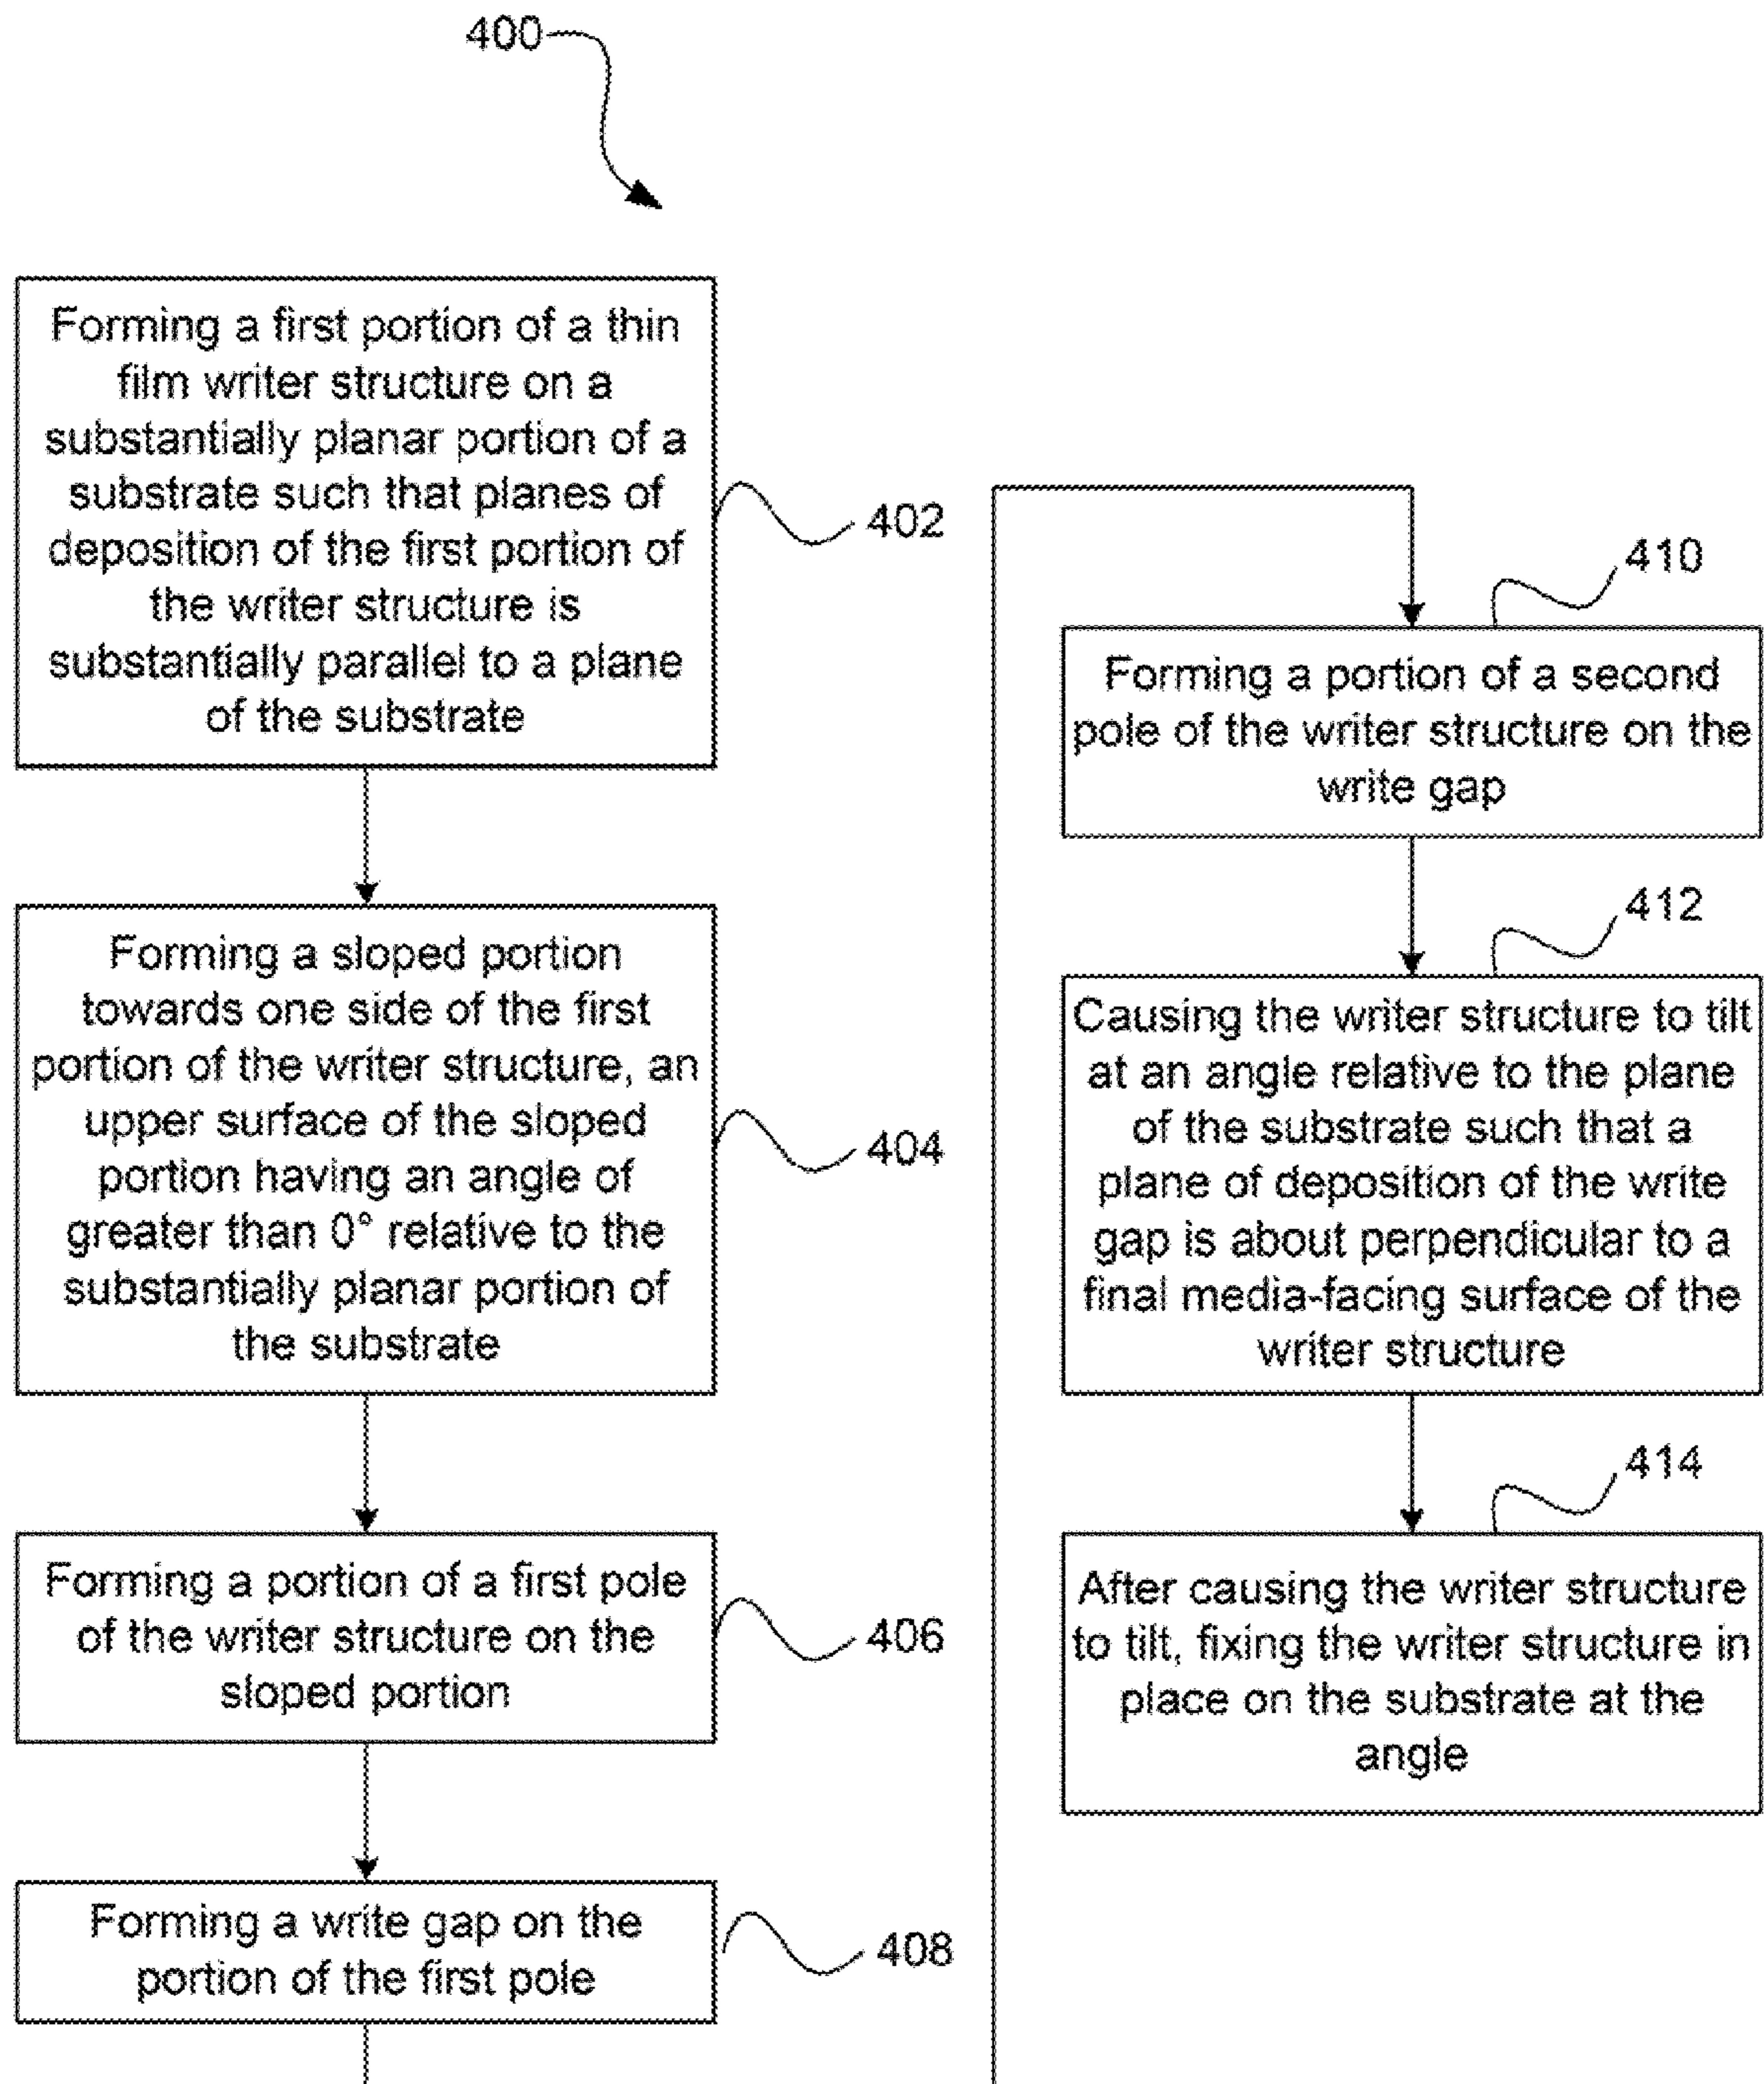 400
Forming a first portion of a thin
film writer structure on a
substantially planar portion of a
substrate such that planes of
deposition of the first portion of
the writer structure is
substantially parallel to a plane
of the substrate
402
Forming a sloped portion
towards one side of the first
portion of the writer structure, an
upper surface of the sloped
portion having an angle of
greater than 0° relative to the
substantially planar portion of
the substrate
404
Forming a portion of a first pole
of the writer structure on the
sloped portion
406
Forming a write gap on the
portion of the first pole
408
410
Forming a portion of a second
pole of the writer structure on the
write gap
412
Causing the writer structure to tilt
at an angle relative to the plane
of the substrate such that a
plane of deposition of the write
gap is about perpendicular to a
final media-facing surface of the
writer structure
414
After causing the writer structure
to tilt, fixing the writer structure in
place on the substrate at the
angle